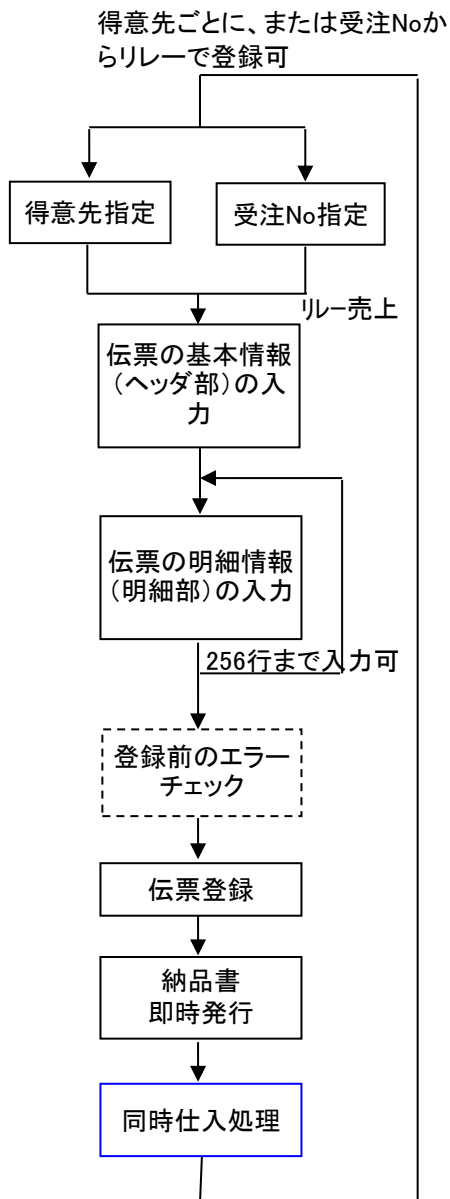 得意先ごとに、または受注Noか
らリレーで登録可
得意先指定
受注No指定
リレー売上
伝票の基本情報
（ヘッダ部）の入
力
伝票の明細情報
（明細部）の入力
256行まで入力可
登録前のエラー
チェック
伝票登録
納品書
即時発行
同時仕入処理